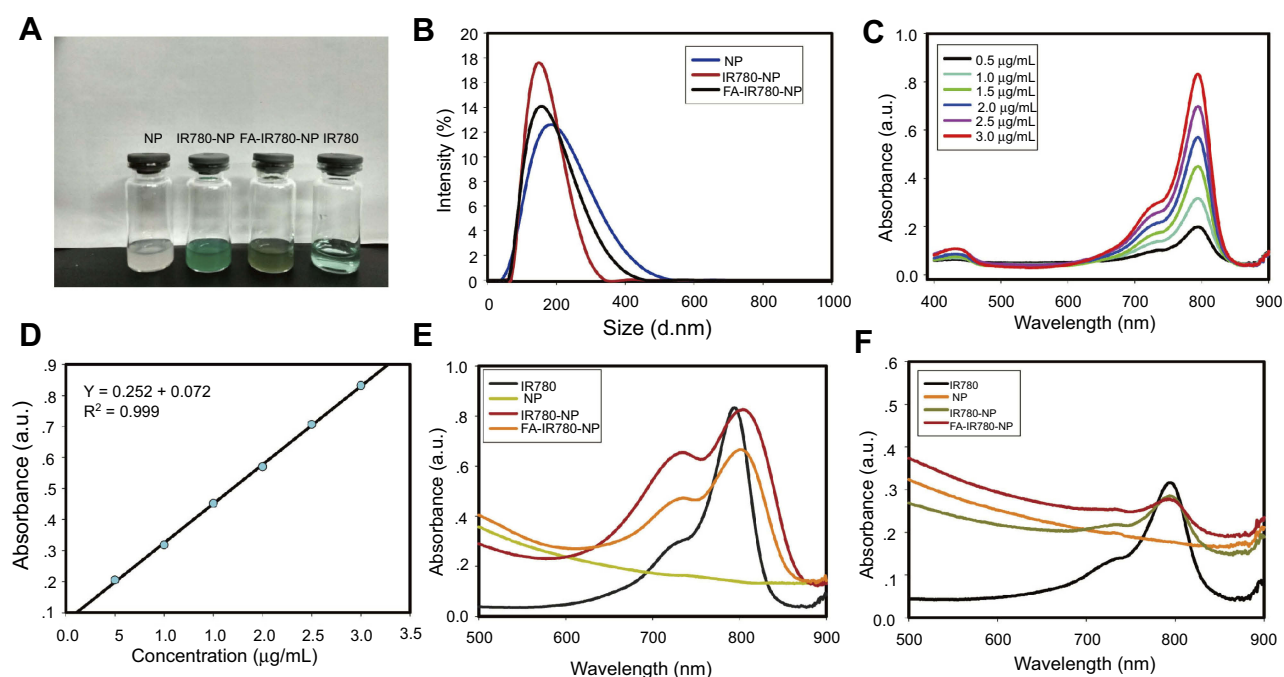 A
NP IR780-NP FA-IR780-NP IR780
B
Intensity (%)
20
18
16
14
12
10
8
6
4
2
0
NP
IR780-NP
FA-IR780-NP
0 200 400 600 800 1000
Size (d.nm)
C
Absorbance (a.u.)
1.0
.8
.6
.4
.2
0.0
0.5 μg/mL
1.0 μg/mL
1.5 μg/mL
2.0 μg/mL
2.5 μg/mL
3.0 μg/mL
400 500 600 700 800 900
Wavelength (nm)
D
Absorbance (a.u.)
.9
.8
.7
.6
.5
.4
.3
.2
.1
Y = 0.252 + 0.072
R² = 0.999
0.0 5 1.0 1.0 2.0 2.5 3.0 3.5
Concentration (μg/mL)
E
Absorbance (a.u.)
1.0
.8
.6
.4
.2
0.0
IR780
NP
IR780-NP
FA-IR780-NP
500 600 700 800 900
Wavelength (nm)
F
Absorbance (a.u.)
.6
.5
.4
.3
.2
.1
0.0
IR780
NP
IR780-NP
FA-IR780-NP
500 600 700 800 900
Wavelength (nm)